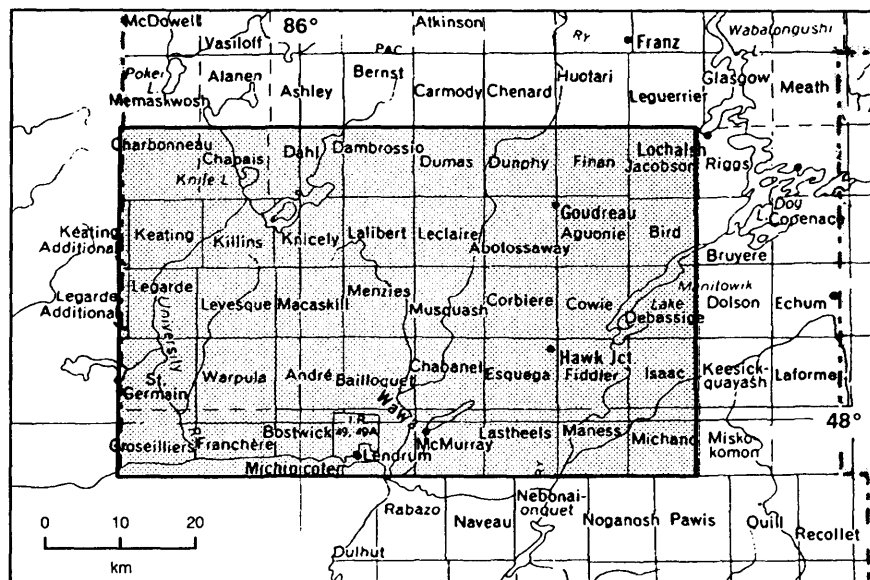 McDowell
86°
Atkinson
Vasiloff
PAC
RY
Franz
Wabatongushi
L.
Poker
L.
Alanen
Bernst
Huotari
Glasgow
Meath
Memaskwosh
Ashley
Carmody
Chenard
Leguerrier
Charbonneau
Chapais
Dahl
Dambrossio
Dumas
Dunphy
Finan
Lochalsh
Jacobson
Riggs
Knife L.
Dog
L.
Copenace
Keating
Additional
Keating
Killins
Knicely
Lalibert
Leclaire
Goudreau
Abotossaway
Aguonie
Bird
Bruyere
Legarde
Additional
Legarde
Levesque
Macaskill
Menzies
Musquash
Corbiere
Cowie
Manitowik
Lake
Debassige
Dolson
Echum
University
R.
St.
Germain
Warpula
André
Bailloquet
Chabanel
Esquega
Hawk Jct.
Fiddler
Isaac
Keesick-
quayash
Laforme
Wawa
48°
Groseilliers
Franchère
Bostwick
I.R.
49, 49A
Lendrum
McMurray
Lastheels
Maness
Michano
Misko-
komon
Michipicoten
RY
Rabazo
Naveau
Nebonai-
onquet
Noganosh
Pawis
Quill
Recollet
Dulhut
0 10 20
km